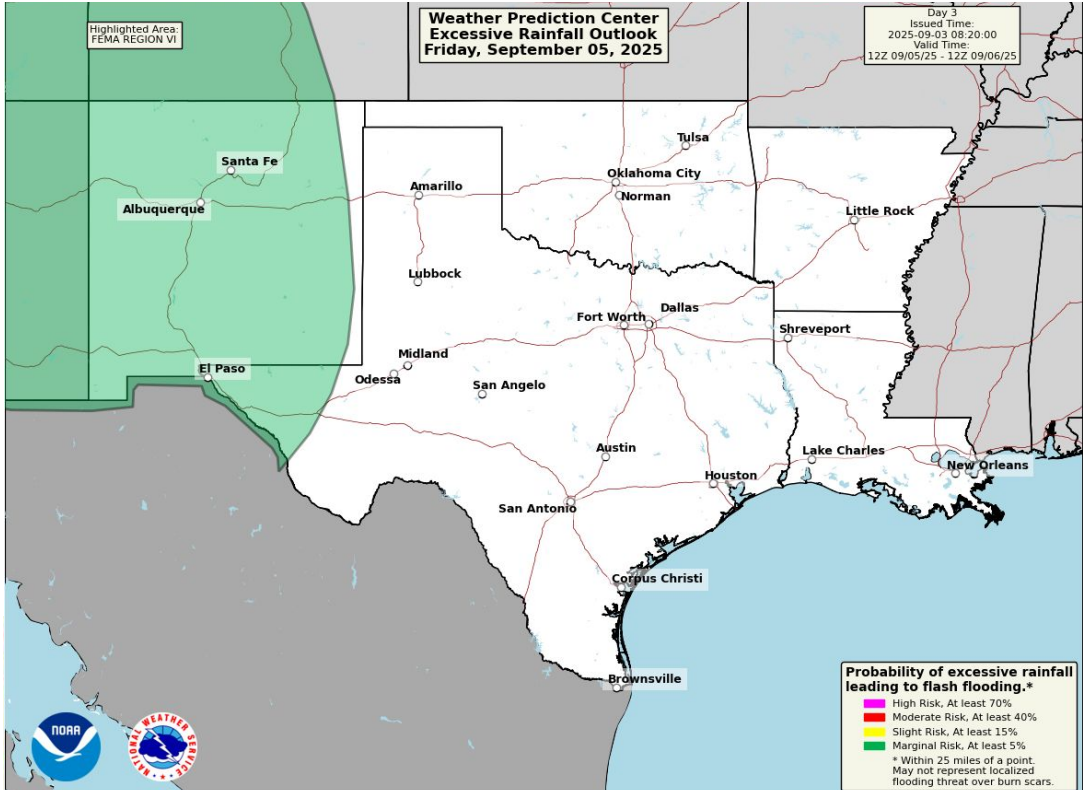 Highlighted Area:
FEMA REGION VI
Weather Prediction Center
Excessive Rainfall Outlook
Friday, September 05, 2025
Day 3
Issued Time:
2025-09-03 08:20:00
Valid Time:
12Z 09/05/25 - 12Z 09/06/25
Tulsa
Santa Fe
Oklahoma City
Amarillo
Norman
Albuquerque
Little Rock
Lubbock
Dallas
Fort Worth
Shreveport
Midland
El Paso
Odessa
San Angelo
Austin
Lake Charles
New Orleans
Houston
San Antonio
Corpus Christi
Brownsville
Probability of excessive rainfall
leading to flash flooding.*
High Risk, At least 70%
Moderate Risk, At least 40%
Slight Risk, At least 15%
Marginal Risk, At least 5%
* Within 25 miles of a point.
May not represent localized
flooding threat over burn scars.
NOAA
NATIONAL WEATHER SERVICE